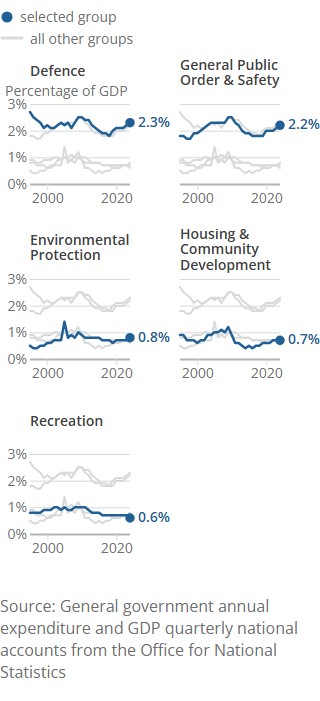 selected group
all other groups
Defence
Percentage of GDP
General Public
Order & Safety
3%
2%
1%
0%
2.3%
2.2%
2000
2020
2000
2020
Environmental
Protection
Housing &
Community
Development
3%
2%
1%
0%
0.8%
0.7%
2000
2020
2000
2020
Recreation
3%
2%
1%
0%
0.6%
2000
2020
Source: General government annual
expenditure and GDP quarterly national
accounts from the Office for National
Statistics